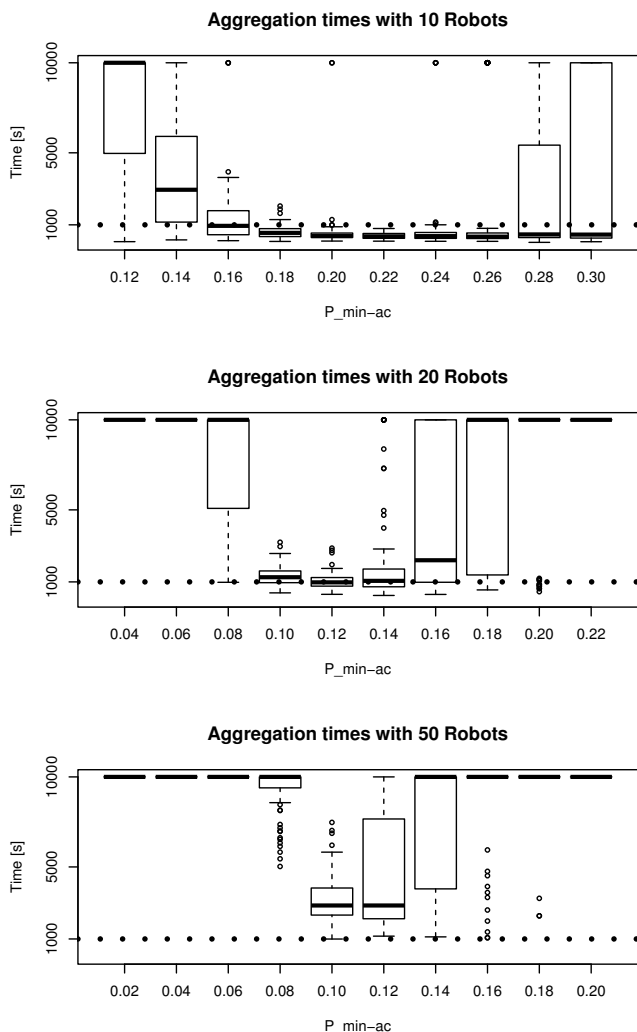 Aggregation times with 10 Robots
10000
5000
1000
Time [s]
0.12 0.14 0.16 0.18 0.20 0.22 0.24 0.26 0.28 0.30
P_min−ac
Aggregation times with 20 Robots
10000
5000
1000
Time [s]
0.04 0.06 0.08 0.10 0.12 0.14 0.16 0.18 0.20 0.22
P_min−ac
Aggregation times with 50 Robots
10000
5000
1000
Time [s]
0.02 0.04 0.06 0.08 0.10 0.12 0.14 0.16 0.18 0.20
P_min−ac